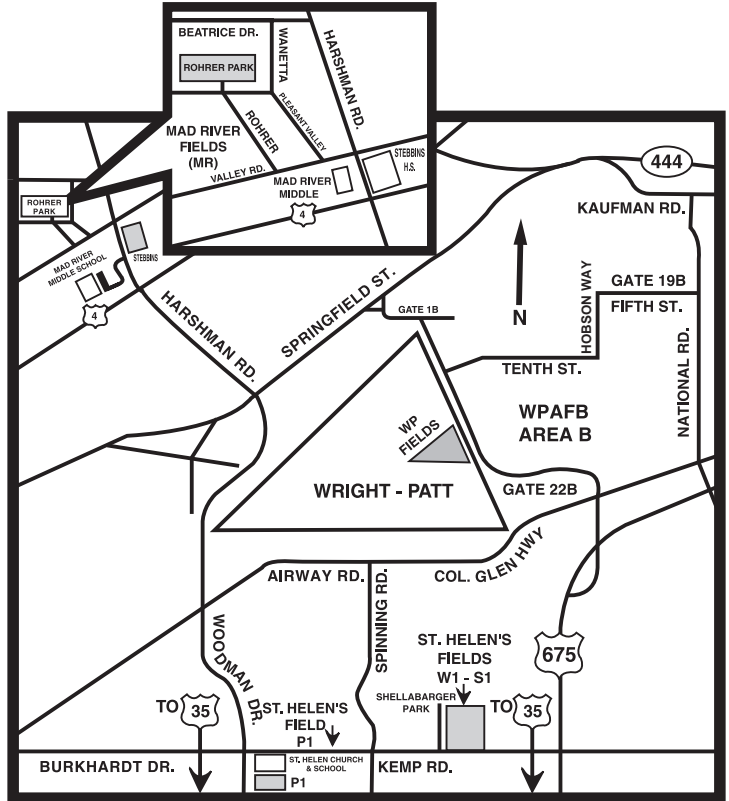 BEATRICE DR.
WANETTA
HARSHMAN RD.
ROHRER PARK
PLEASANT VALLEY
ROHRER
MAD RIVER
FIELDS
(MR)
VALLEY RD.
STEBBINS
H.S.
MAD RIVER
MIDDLE
4
444
ROHRER
PARK
KAUFMAN RD.
STEBBINS
MAD RIVER
MIDDLE SCHOOL
4
HARSHMAN RD.
SPRINGFIELD ST.
N
HOBSON WAY
GATE 19B
FIFTH ST.
GATE 1B
NATIONAL RD.
TENTH ST.
WPAFB
AREA B
WP
FIELDS
WRIGHT - PATT
GATE 22B
COL. GLEN HWY
AIRWAY RD.
SPINNING RD.
WOODMAN DR.
ST. HELEN'S
FIELDS
W1 - S1
675
SHELLABARGER
PARK
TO 35
ST. HELEN'S
FIELD
P1
TO 35
BURKHARDT DR.
ST. HELEN CHURCH
& SCHOOL
P1
KEMP RD.